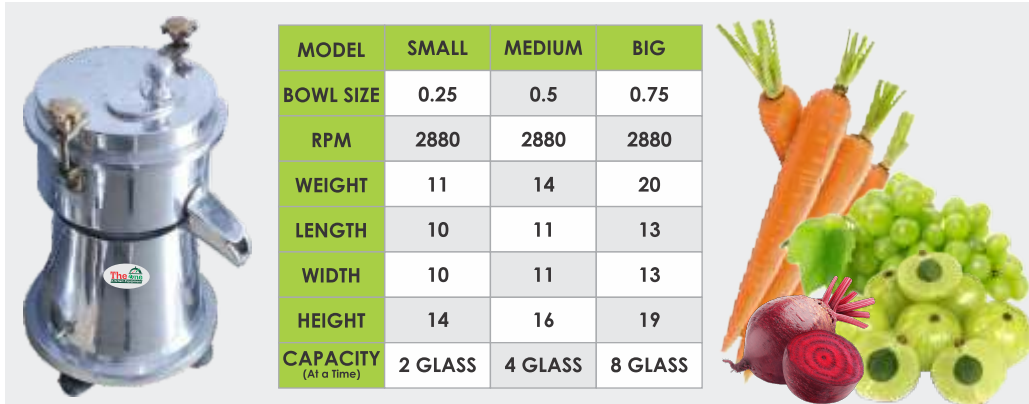 MODEL SMALL MEDIUM BIG
BOWL SIZE 0.25 0.5 0.75
RPM 2880 2880 2880
WEIGHT 11 14 20
LENGTH 10 11 13
WIDTH 10 11 13
HEIGHT 14 16 19
CAPACITY 2 GLASS 4 GLASS 8 GLASS
(At a Time)
The